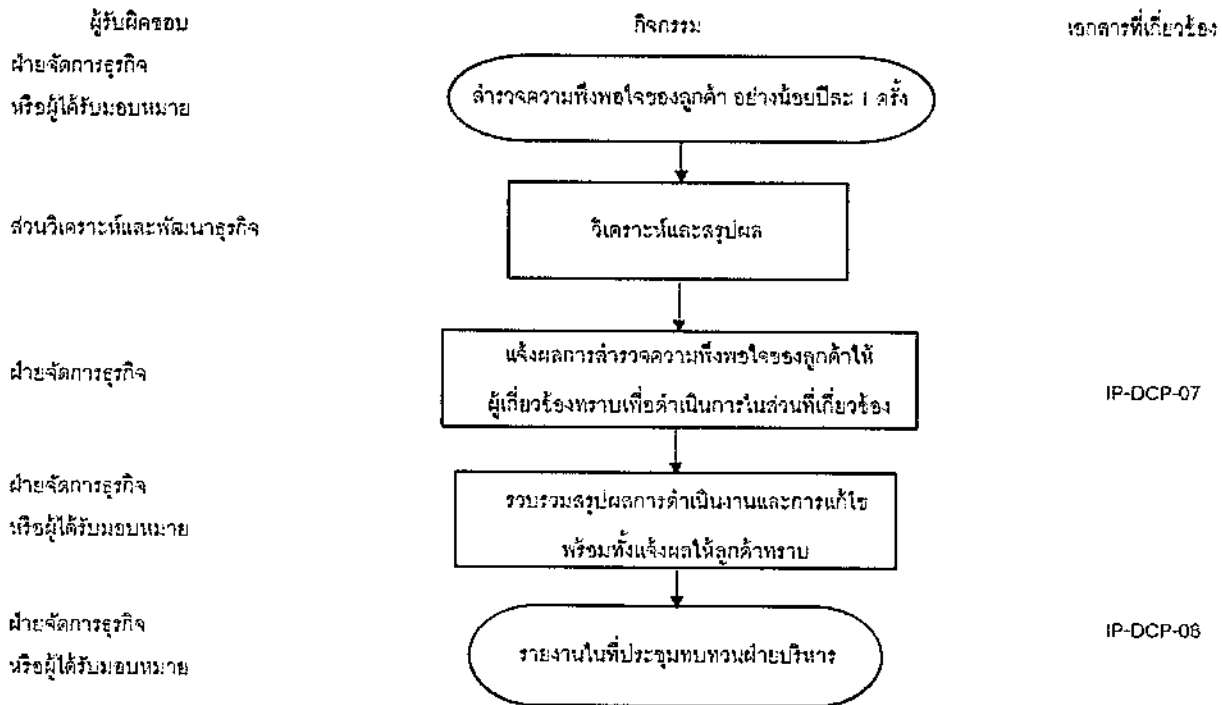 ผู้รับผิดชอบ กิจกรรม เอกสารที่เกี่ยวข้อง
ฝ่ายจัดการธุรกิจ
หรือผู้ได้รับมอบหมาย
สำรวจความพึงพอใจของลูกค้า อย่างน้อยปีละ 1 ครั้ง
ส่วนวิเคราะห์และพัฒนาธุรกิจ
วิเคราะห์และสรุปผล
ฝ่ายจัดการธุรกิจ
แจ้งผลการสำรวจความพึงพอใจของลูกค้าให้
ผู้เกี่ยวข้องทราบเพื่อดำเนินการในส่วนที่เกี่ยวข้อง
IP-DCP-07
ฝ่ายจัดการธุรกิจ
หรือผู้ได้รับมอบหมาย
รวบรวมสรุปผลการดำเนินงานและการแก้ไข
พร้อมทั้งแจ้งผลให้ลูกค้าทราบ
ฝ่ายจัดการธุรกิจ
หรือผู้ได้รับมอบหมาย
รายงานในที่ประชุมทบทวนฝ่ายบริหาร
IP-DCP-08